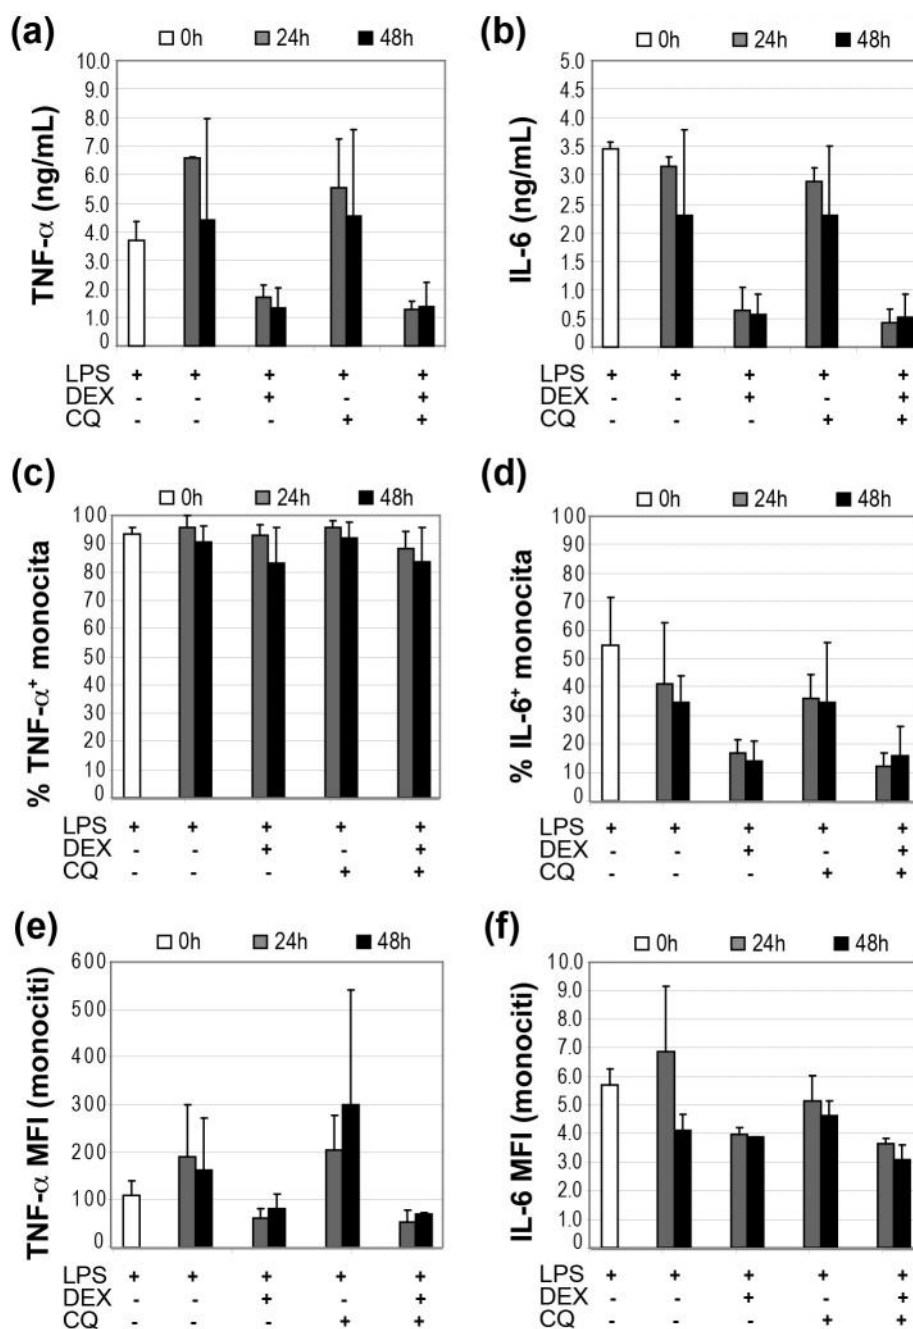 (a)
0h 24h 48h
10.0
9.0
8.0
7.0
6.0
5.0
4.0
3.0
2.0
1.0
0
TNF-α (ng/mL)
LPS + + + + +
DEX - - + - +
CQ - - - + +
(b)
0h 24h 48h
5.0
4.5
4.0
3.5
3.0
2.5
2.0
1.5
1.0
0.5
0
IL-6 (ng/mL)
LPS + + + + +
DEX - - + - +
CQ - - - + +
(c)
0h 24h 48h
100
90
80
70
60
50
40
30
20
10
0
% TNF-α⁺ monocita
LPS + + + + +
DEX - - + - +
CQ - - - + +
(d)
0h 24h 48h
100
90
80
70
60
50
40
30
20
10
0
% IL-6⁺ monocita
LPS + + + + +
DEX - - + - +
CQ - - - + +
(e)
0h 24h 48h
600
500
400
300
200
100
0
TNF-α MFI (monociti)
LPS + + + + +
DEX - - + - +
CQ - - - + +
(f)
0h 24h 48h
10.0
9.0
8.0
7.0
6.0
5.0
4.0
3.0
2.0
1.0
0
IL-6 MFI (monociti)
LPS + + + + +
DEX - - + - +
CQ - - - + +